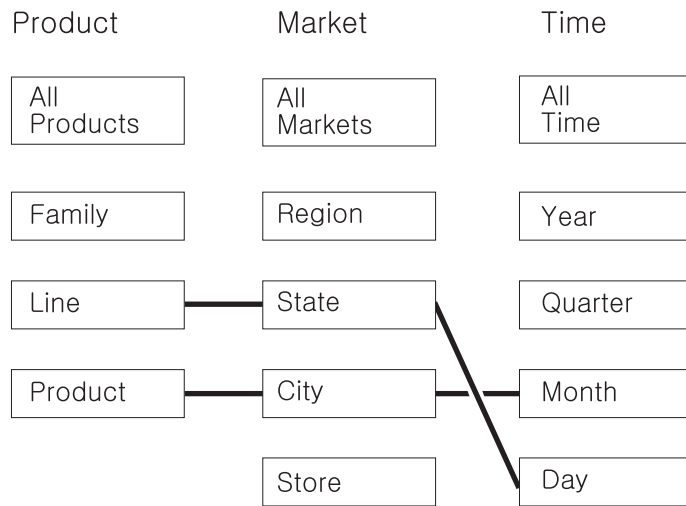 Product Market Time
All All All
Products Markets Time
Family Region Year
Line State Quarter
Product City Month
Store Day